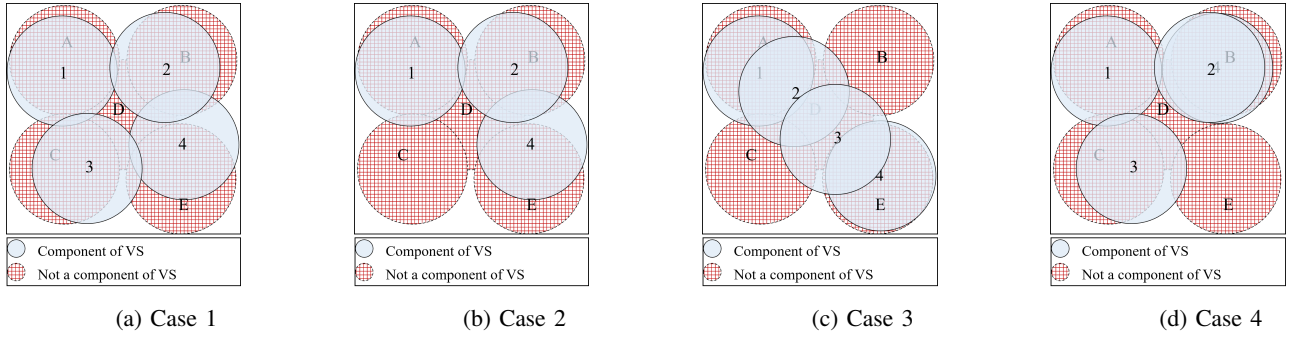 A
B
1
2
D
4
C
3
E
Component of VS
Not a component of VS
(a) Case 1
A
B
1
2
D
4
C
E
Component of VS
Not a component of VS
(b) Case 2
A
B
1
2
3
C
4
E
Component of VS
Not a component of VS
(c) Case 3
A
B
1
2
4
D
C
3
E
Component of VS
Not a component of VS
(d) Case 4